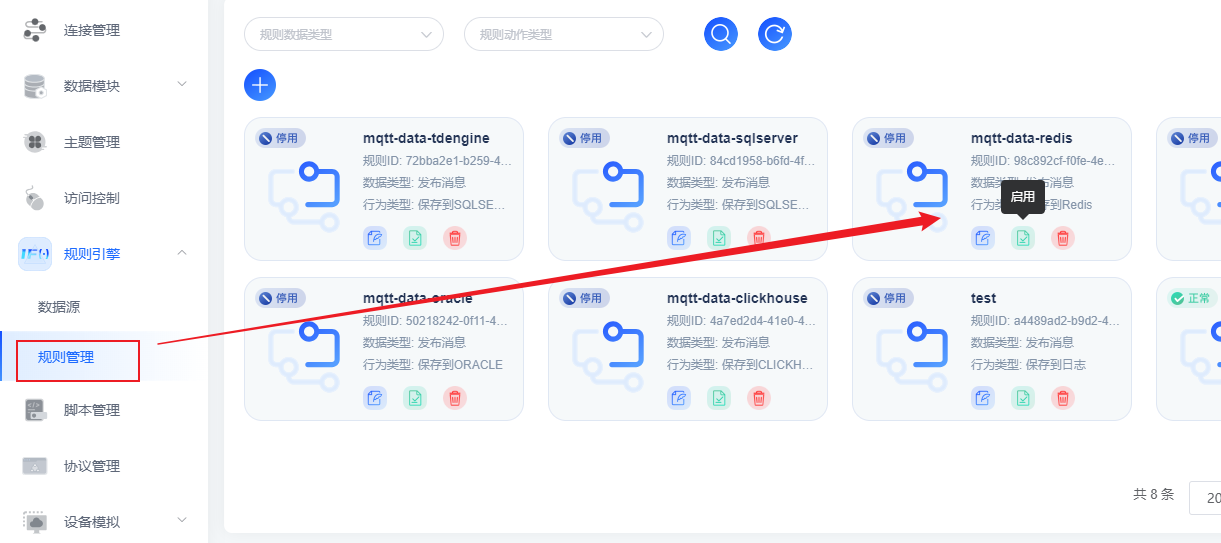 连接管理
数据模块
主题管理
访问控制
规则引擎
数据源
规则管理
脚本管理
协议管理
设备模拟
规则数据类型
规则动作类型
停用
mqtt-data-tdengine
规则ID: 72bba2e1-b259-4...
数据类型: 发布消息
行为类型: 保存到SQLSE...
停用
mqtt-data-sqlserver
规则ID: 84cd1958-b6fd-4f...
数据类型: 发布消息
行为类型: 保存到SQLSE...
停用
mqtt-data-redis
规则ID: 98c892cf-f0fe-4e...
数据类型: 发布消息
启用
行为类型: 保存到Redis
停用
停用
mqtt-data-oracle
规则ID: 50218242-0f11-4...
数据类型: 发布消息
行为类型: 保存到ORACLE
停用
mqtt-data-clickhouse
规则ID: 4a7ed2d4-41e0-4...
数据类型: 发布消息
行为类型: 保存到CLICKH...
停用
test
规则ID: a4489ad2-b9d2-4...
数据类型: 发布消息
行为类型: 保存到日志
正常
共 8 条
20